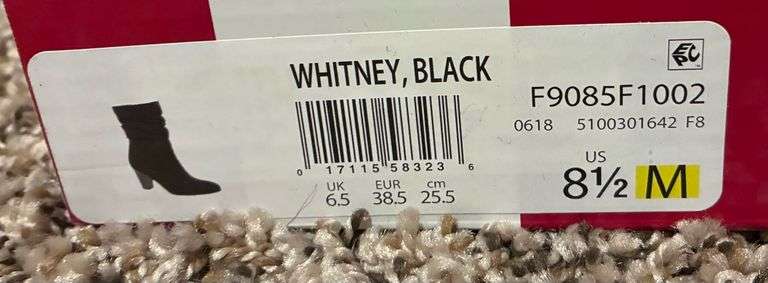 WHITNEY, BLACK
0 17115 58323 6
UK EUR cm
6.5 38.5 25.5
EPC
F9085F1002
0618 5100301642 F8
US
8½ M